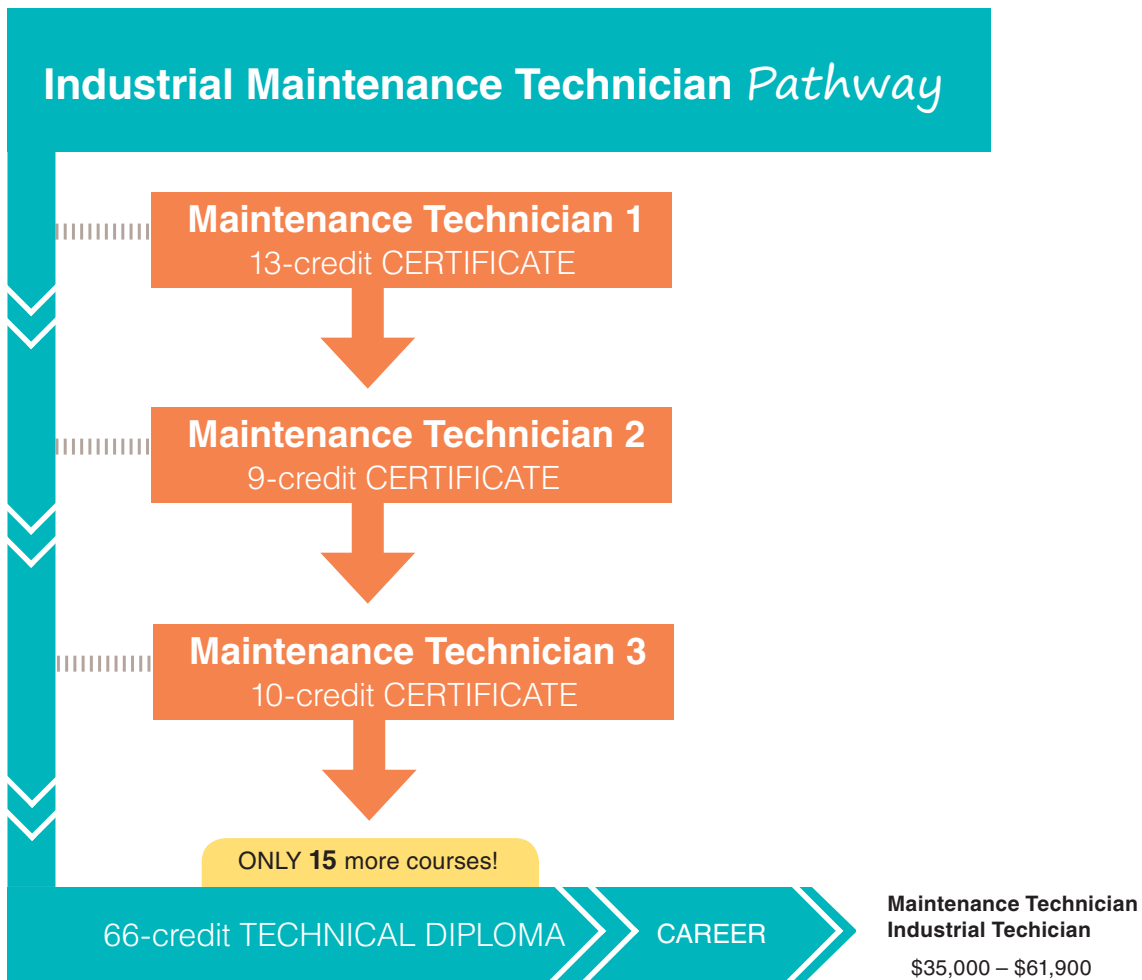 Industrial Maintenance Technician Pathway
Maintenance Technician 1
13-credit CERTIFICATE
Maintenance Technician 2
9-credit CERTIFICATE
Maintenance Technician 3
10-credit CERTIFICATE
ONLY 15 more courses!
66-credit TECHNICAL DIPLOMA
CAREER
Maintenance Technician
Industrial Techician
$35,000 – $61,900